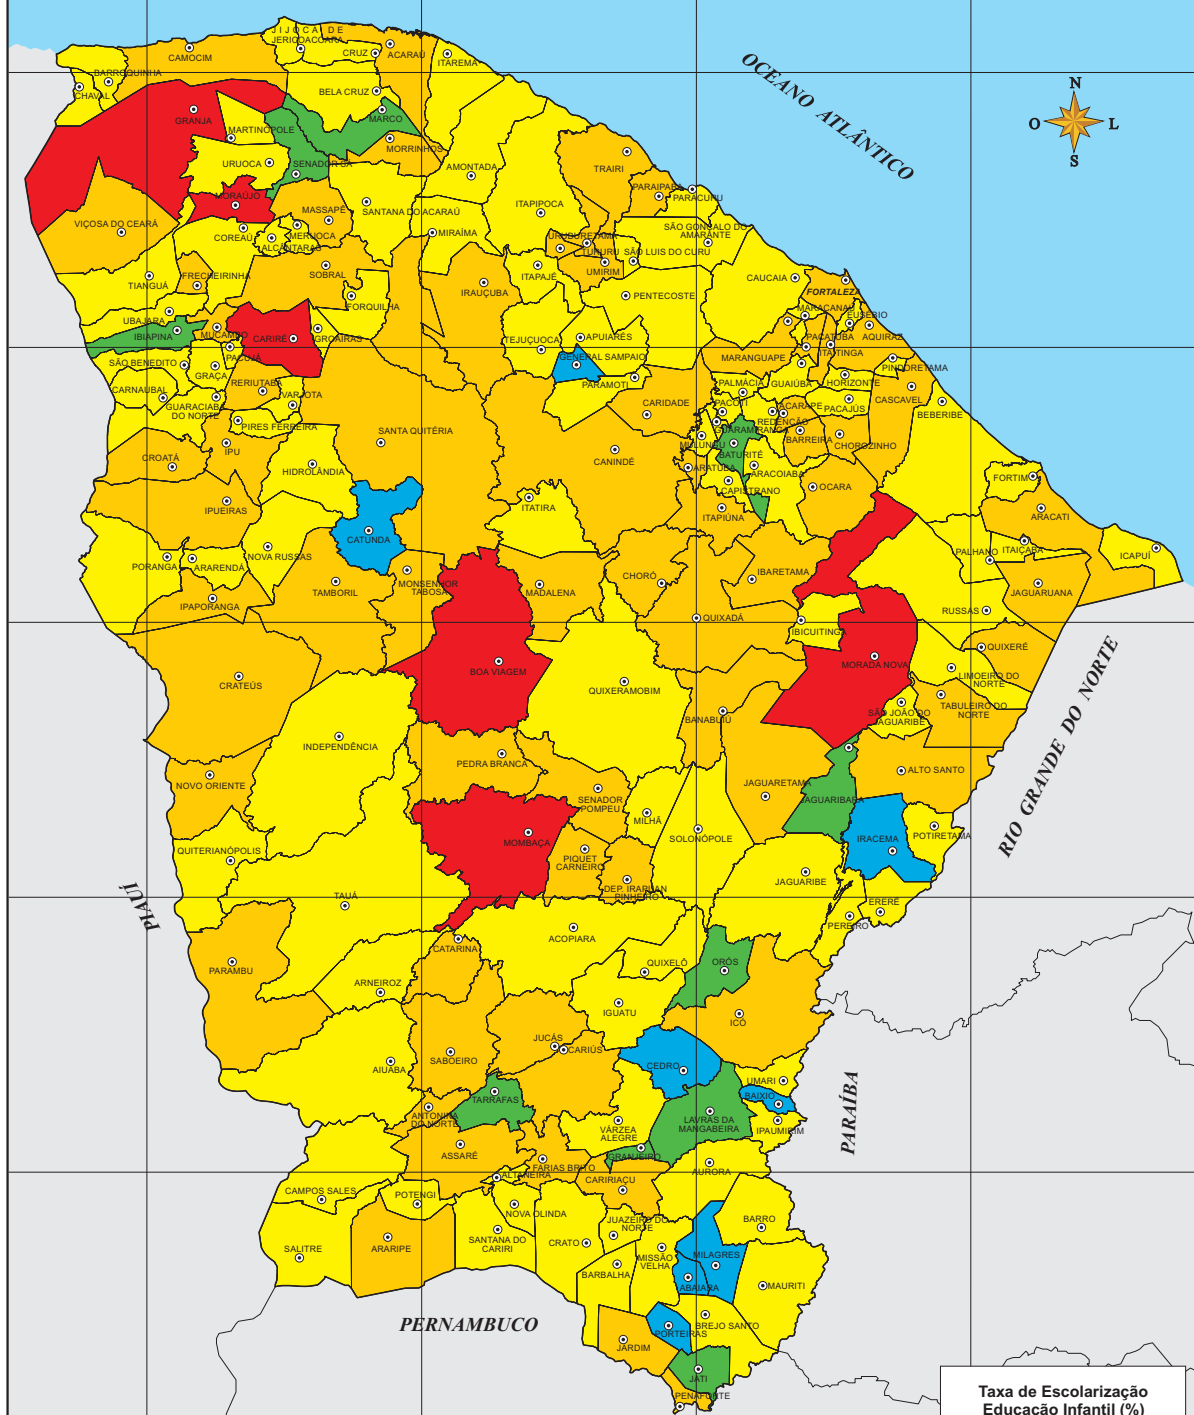 JIJOCA DE
JERICOACOARA
CRUZ
ACARAÚ
ITAREMA
CAMOCIM
BARROQUINHA
CHAVAL
BELA CRUZ
OCEANO ATLÂNTICO
N
O
L
S
GRANJA
MARCO
MARTINÓPOLE
MORRINHOS
URUOCA
SENADOR SÁ
AMONTADA
TRAIRI
MORAÚJO
PARAIPABA
PARACURU
MASSAPÊ
SANTANA DO ACARAÚ
ITAPIPOCA
VIÇOSA DO CEARÁ
COREAÚ
MERUOCA
ALCÂNTARAS
MIRAÍMA
SÃO GONÇALO DO
AMARANTE
URUBURETAMA
TURURU
SÃO LUIS DO CURU
UMIRIM
TIANGUÁ
FRECHEIRINHA
SOBRAL
IRAUÇUBA
ITAPAJÉ
CAUCAIA
FORTALEZA
FORQUILHA
PENTECOSTE
UBAJARA
MARACANAÚ
EUSÉBIO
IBIAPINA
MUCAMBO
CARIRÉ
GROAÍRAS
APUIARÉS
TEJUÇUOCA
PACATUBA
AQUIRAZ
ITAITINGA
PACUJÁ
GENERAL SAMPAIO
MARANGUAPE
SÃO BENEDITO
GRAÇA
PINDORETAMA
RERIUTABA
PARAMOTI
PALMÁCIA
GUAIÚBA
HORIZONTE
CARNAUBAL
VARJOTA
GUARACIABA
DO NORTE
CARIDADE
PACOTI
ACARAPE
PACAJÚS
CASCAVEL
BEBERIBE
PIRES FERREIRA
REDENÇÃO
GUARAMIRANGA
BARREIRA
CHOROZINHO
IPU
SANTA QUITÉRIA
MULUNGU
BATURITÉ
CANINDÉ
CROATÁ
HIDROLÂNDIA
ARATUBA
ARACOIABA
CAPISTRANO
FORTIM
OCARA
IPUEIRAS
ITATIRA
ITAPIÚNA
ARACATI
CATUNDA
ITAIÇABA
PALHANO
ICAPUÍ
PORANGA
ARARENDÁ
NOVA RUSSAS
IBARETAMA
CHORÓ
TAMBORIL
MONSENHOR
TABOSA
MADALENA
JAGUARUANA
IPAPORANGA
RUSSAS
QUIXADÁ
IBICUITINGA
QUIXERÉ
BOA VIAGEM
MORADA NOVA
CRATEÚS
LIMOEIRO DO
NORTE
QUIXERAMOBIM
TABULEIRO DO
NORTE
SÃO JOÃO DO
JAGUARIBE
BANABUIÚ
RIO GRANDE DO NORTE
INDEPENDÊNCIA
PEDRA BRANCA
ALTO SANTO
NOVO ORIENTE
JAGUARETAMA
SENADOR
POMPEU
JAGUARIBARA
MILHÃ
SOLONÓPOLE
IRACEMA
POTIRETAMA
MOMBAÇA
QUITERIANÓPOLIS
PIQUET
CARNEIRO
DEP. IRAPUAN
PINHEIRO
JAGUARIBE
PIAUÍ
TAUÁ
ERERÊ
PEREIRO
ACOPIARA
CATARINA
PARAMBU
QUIXELÔ
ORÓS
ARNEIROZ
IGUATU
ICÓ
JUCÁS
CARIÚS
SABOEIRO
CEDRO
AIUABA
UMARI
BAIXIO
TARRAFAS
PARAÍBA
ANTONINA
DO NORTE
LAVRAS DA
MANGABEIRA
IPAUMIRIM
VÁRZEA
ALEGRE
ASSARÉ
GRANJEIRO
FARIAS BRITO
ALTANEIRA
AURORA
CARIRIAÇU
CAMPOS SALES
POTENGI
NOVA OLINDA
JUAZEIRO DO
NORTE
BARRO
ARARIPE
SANTANA DO
CARIRI
CRATO
SALITRE
MISSÃO
VELHA
MILAGRES
BARBALHA
ABAIARA
MAURITI
PERNAMBUCO
BREJO SANTO
PORTEIRAS
JARDIM
JATI
PENAFORTE
Taxa de Escolarização
Educação Infantil (%)